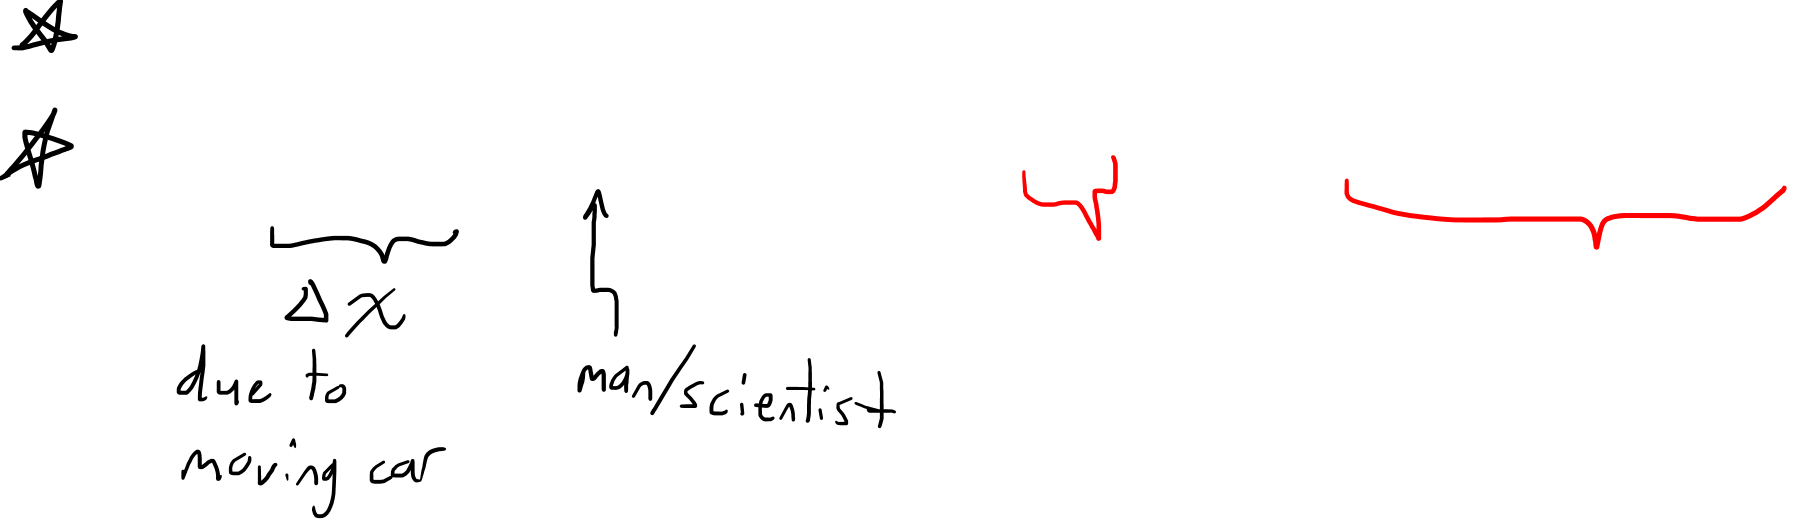 Δx
due to
moving car
man/scientist